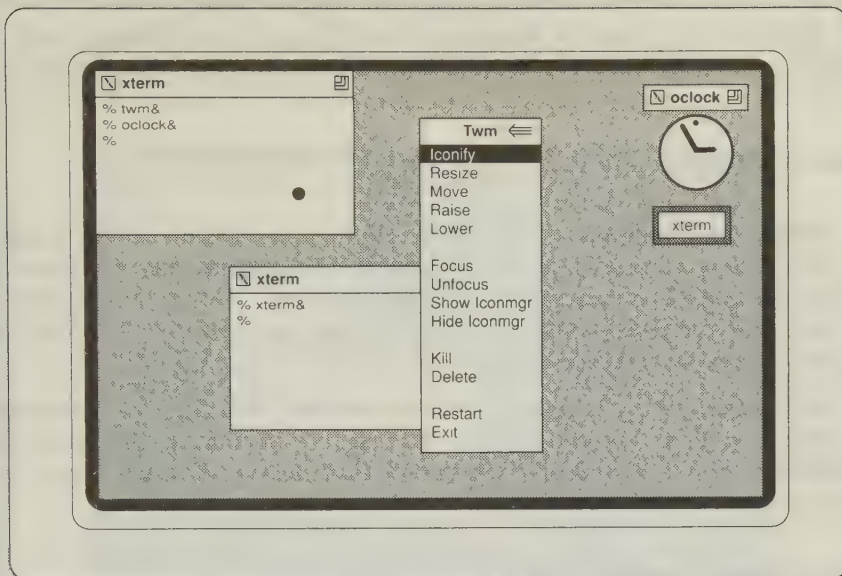 xterm
% twm&
% oclock&
%
xterm
% xterm&
%
Twm
Iconify
Resize
Move
Raise
Lower
Focus
Unfocus
Show Iconmgr
Hide Iconmgr
Kill
Delete
Restart
Exit
oclock
xterm